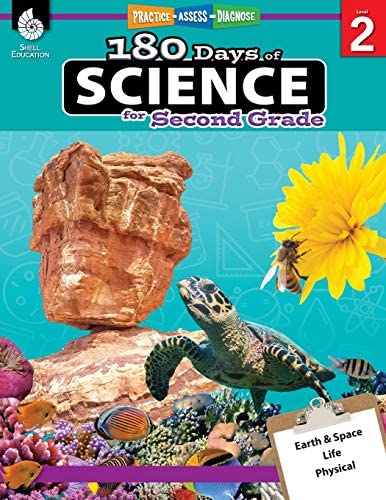 PRACTICE - ASSESS - DIAGNOSE
Level
2
SHELL
EDUCATION
180 Days of
SCIENCE
for Second Grade
Earth & Space
Life
Physical